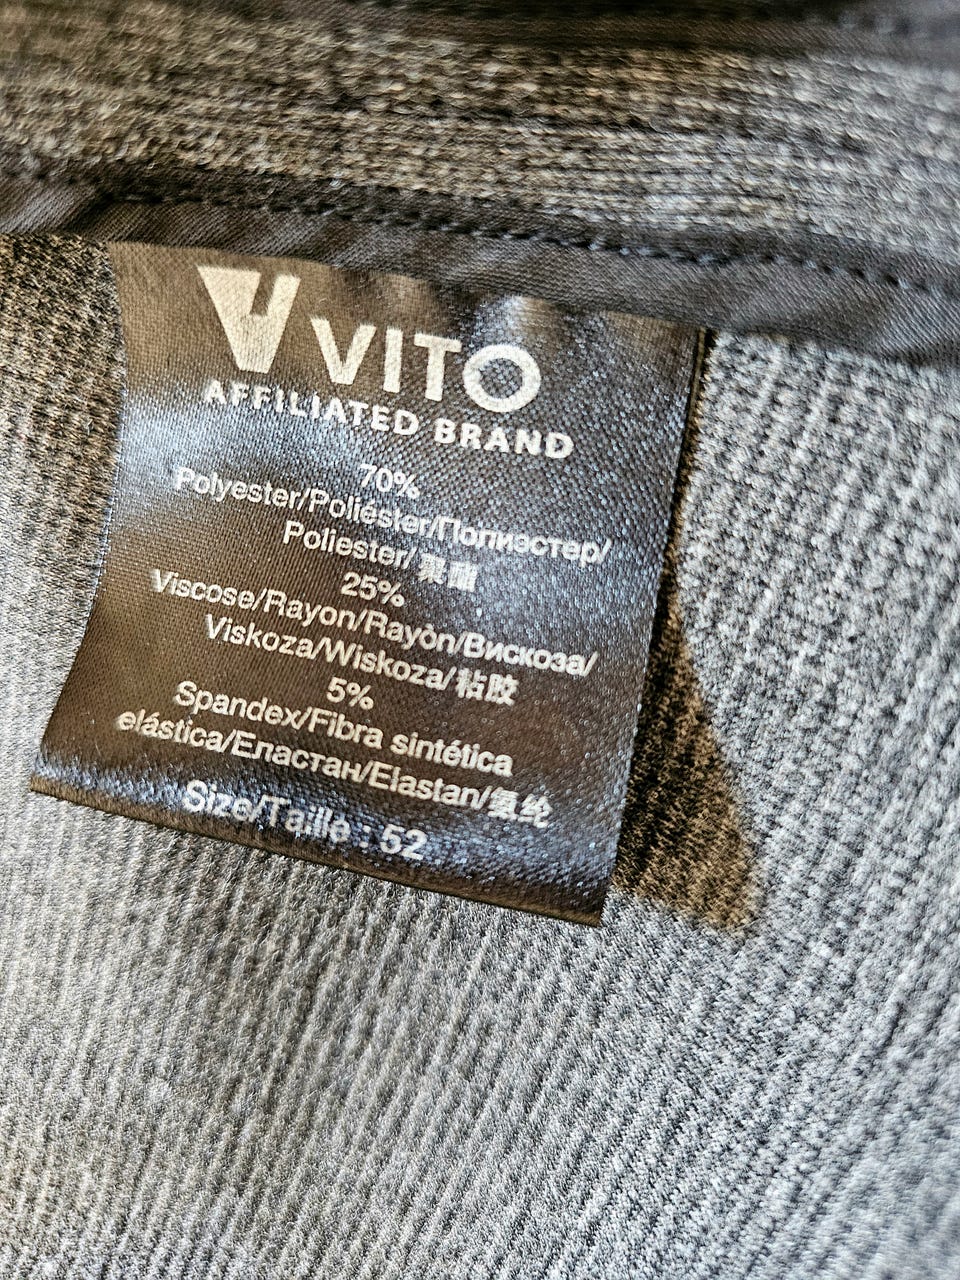 VITO
AFFILIATED BRAND
70%
Polyester/Poliéster/Полиэстер/
Poliester/聚酯
25%
Viscose/Rayon/Rayòn/Вискоза/
Viskoza/Wiskoza/粘胶
5%
Spandex/Fibra sintética
elástica/Еластан/Elastan/氨纶
Size/Taille : 52